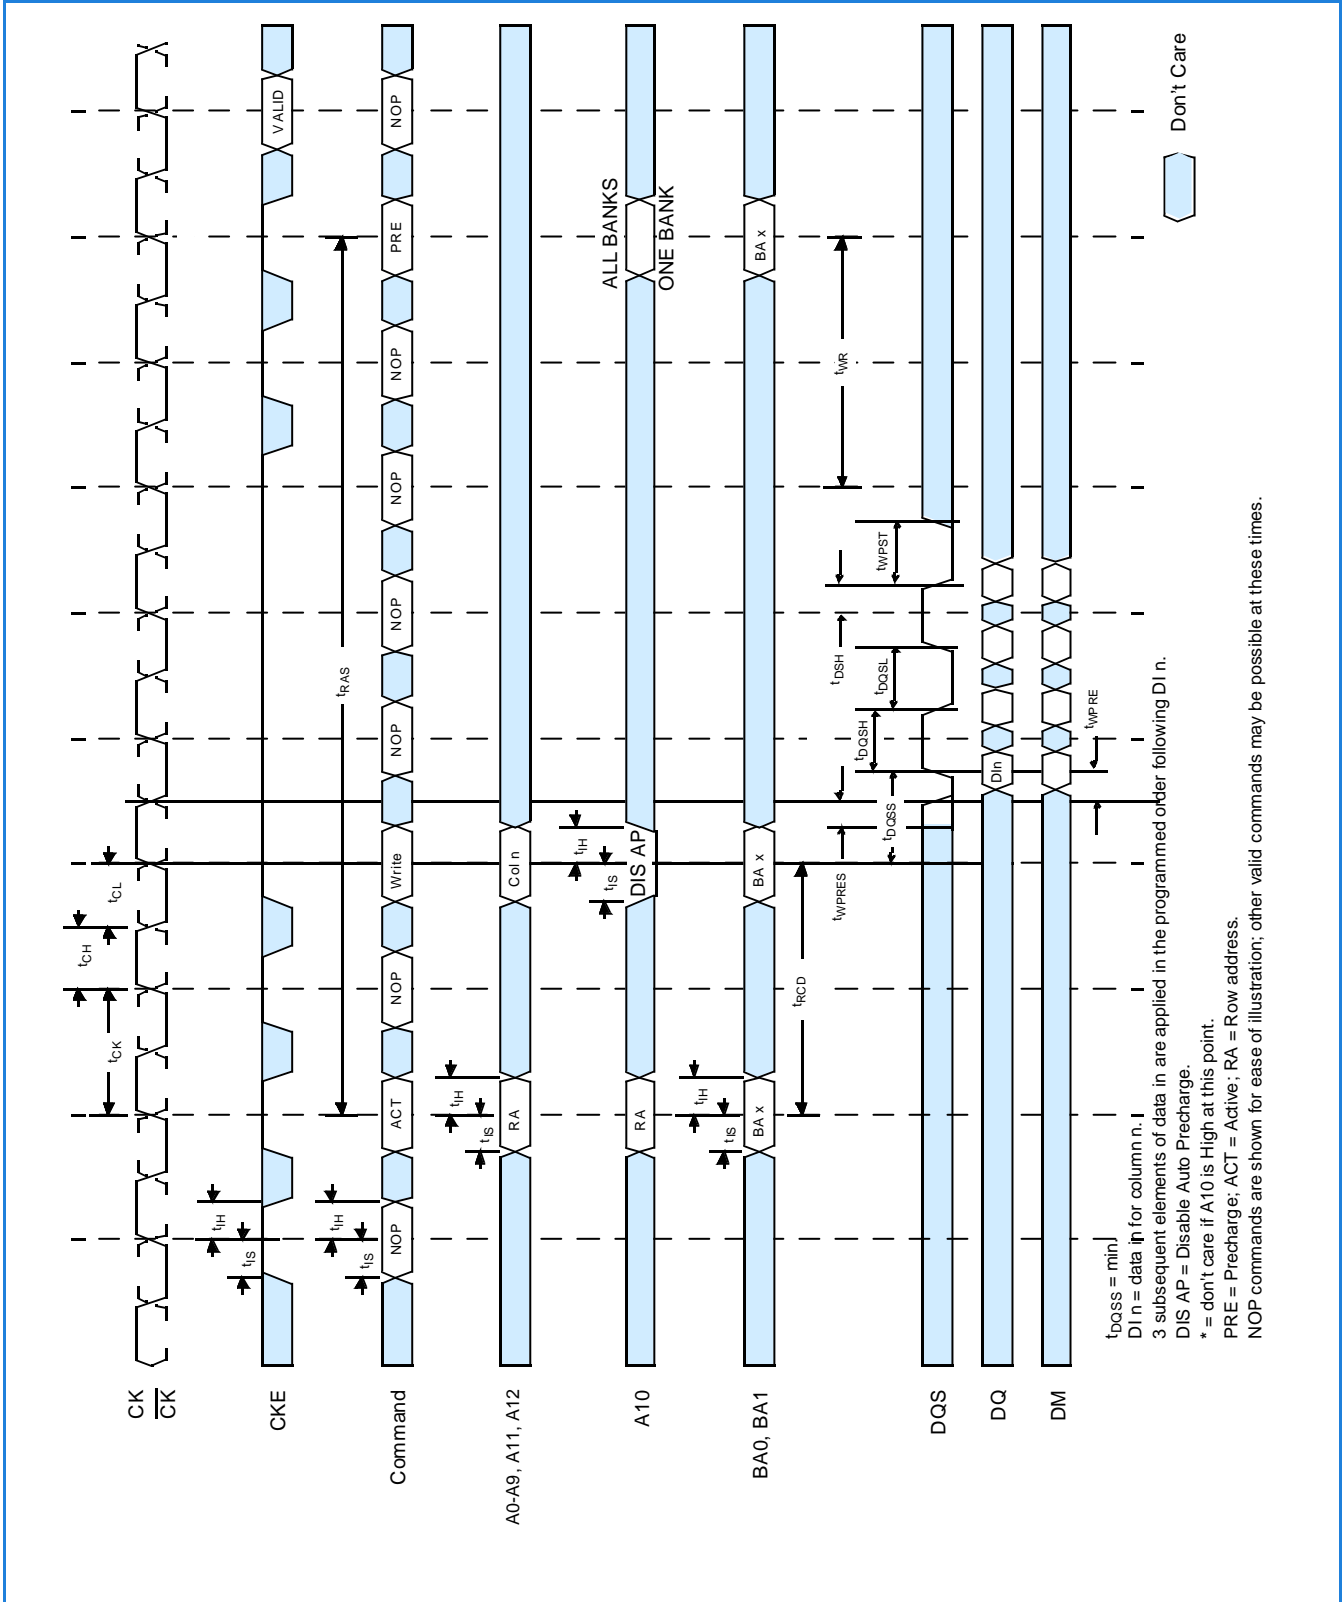 CK
CK
tCK
tCH
tCL
CKE
tIS
tIH
VALID
tRAS
Command
tIS
tIH
NOP
ACT
NOP
Write
NOP
NOP
NOP
NOP
PRE
NOP
A0-A9, A11, A12
tIS
tIH
RA
Col n
A10
RA
tIS
tIH
DIS AP
ALL BANKS
ONE BANK
BA0, BA1
tIS
tIH
BA x
BA x
BA x
tRCD
tWR
tWPRES
tDQSS
tDQSH
tDSH
tDQSL
tWPST
DQS
DQ
DIn
DM
tWPRE
Don't Care
tDQSS = min.
DI n = data in for column n.
3 subsequent elements of data in are applied in the programmed order following DI n.
DIS AP = Disable Auto Precharge.
* = don't care if A10 is High at this point.
PRE = Precharge; ACT = Active; RA = Row address.
NOP commands are shown for ease of illustration; other valid commands may be possible at these times.